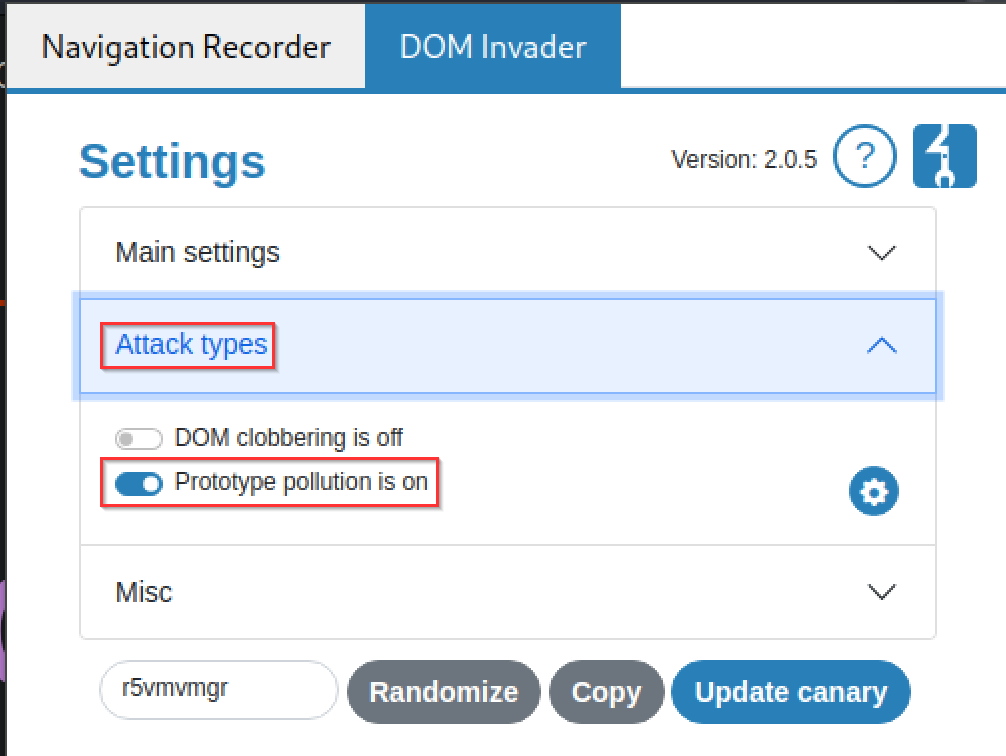 Navigation Recorder DOM Invader
Settings
Version: 2.0.5 ?
Main settings
Attack types
DOM clobbering is off
Prototype pollution is on
Misc
r5vmvmgr Randomize Copy Update canary